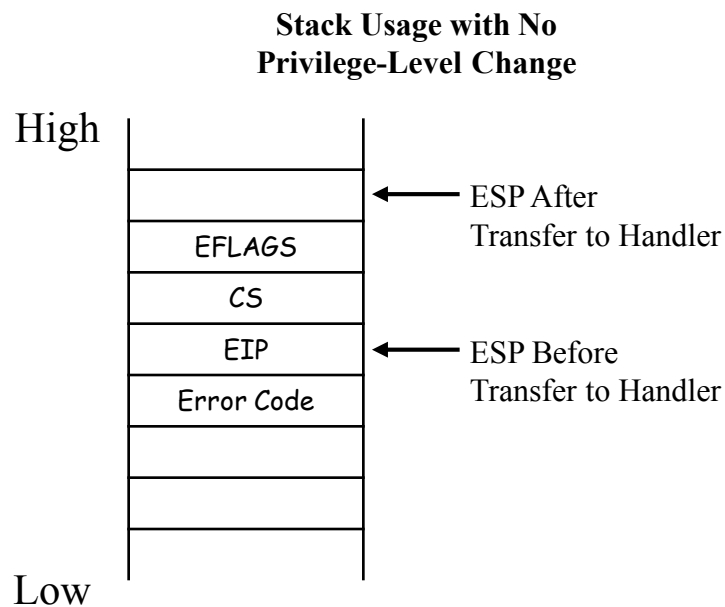 Stack Usage with No
Privilege-Level Change
High
ESP After
Transfer to Handler
EFLAGS
CS
EIP
ESP Before
Transfer to Handler
Error Code
Low